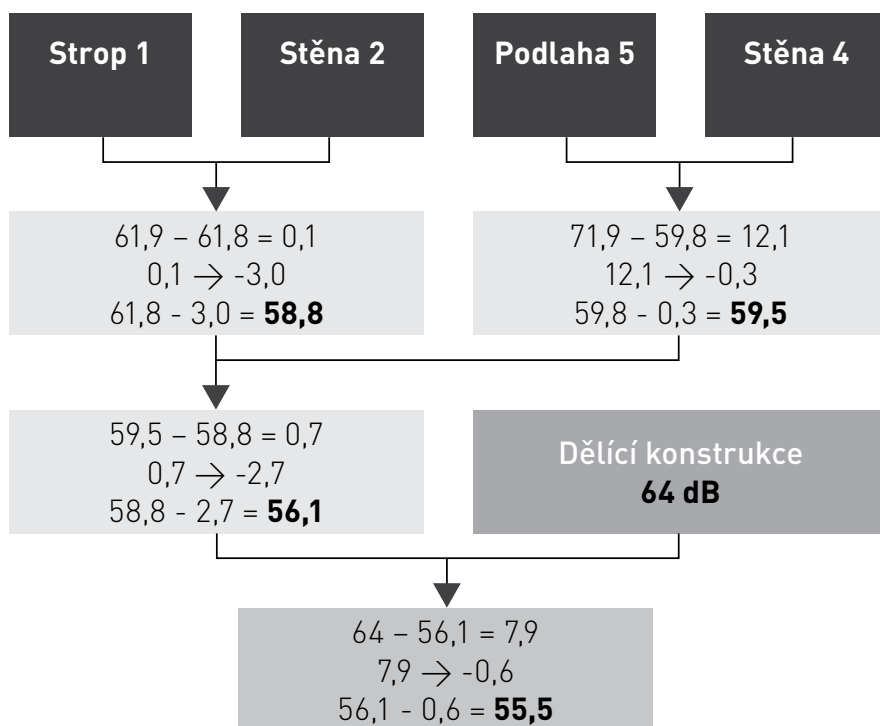 Strop 1
Stěna 2
Podlaha 5
Stěna 4
61,9 – 61,8 = 0,1
0,1 → -3,0
61,8 - 3,0 = 58,8
71,9 – 59,8 = 12,1
12,1 → -0,3
59,8 - 0,3 = 59,5
59,5 – 58,8 = 0,7
0,7 → -2,7
58,8 - 2,7 = 56,1
Dělící konstrukce
64 dB
64 – 56,1 = 7,9
7,9 → -0,6
56,1 - 0,6 = 55,5